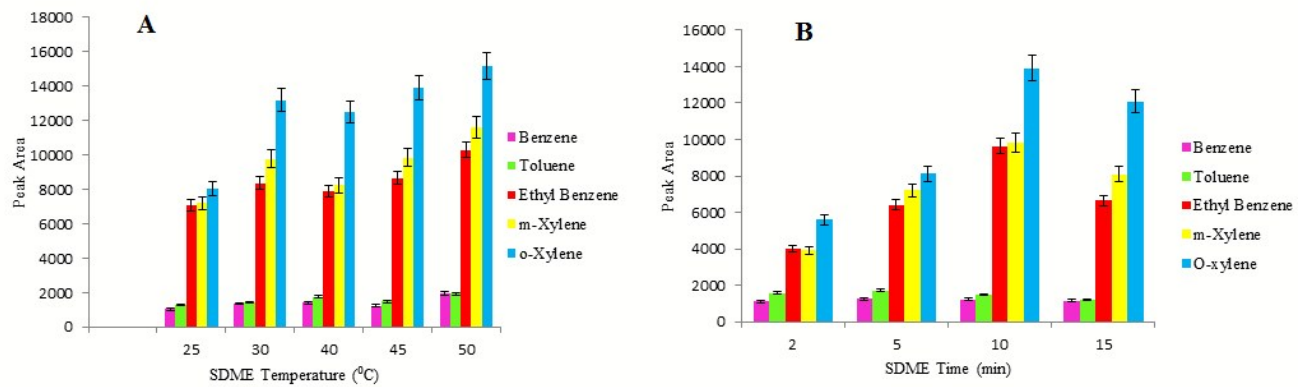 A
18000
16000
14000
12000
10000
8000
6000
4000
2000
0
Peak Area
25 30 40 45 50
SDME Temperature (⁰C)
Benzene
Toluene
Ethyl Benzene
m-Xylene
o-Xylene
B
16000
14000
12000
10000
8000
6000
4000
2000
0
Peak Area
2 5 10 15
SDME Time (min)
Benzene
Toluene
Ethyl Benzene
m-Xylene
O-xylene